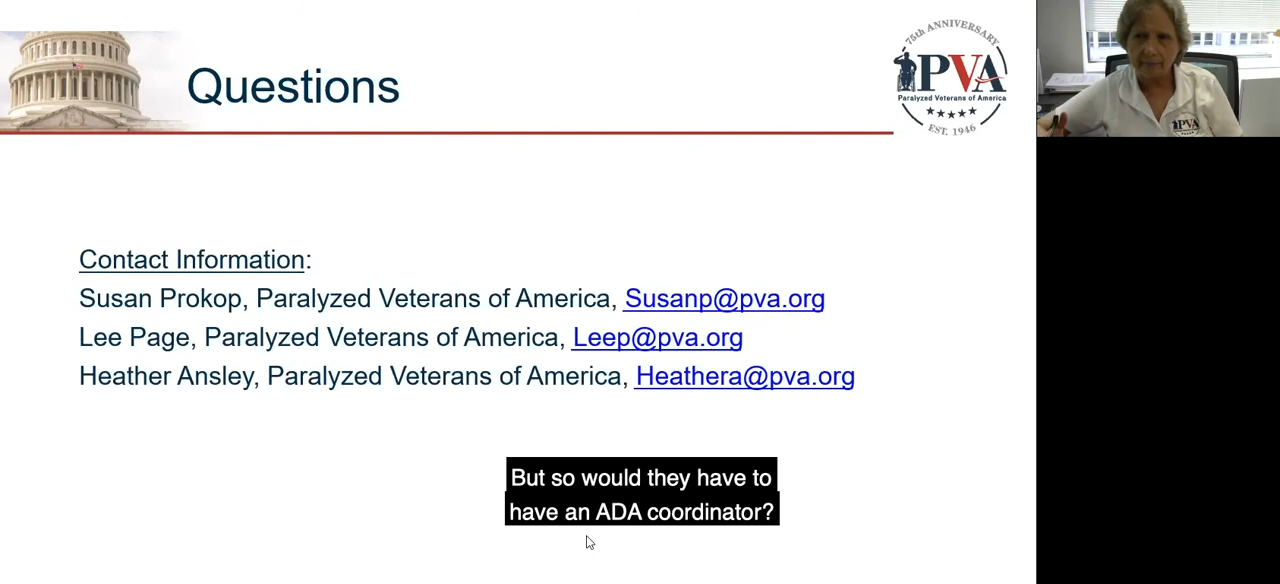 Questions
75th ANNIVERSARY
PVA
Paralyzed Veterans of America
EST. 1946
PVA
Contact Information:
Susan Prokop, Paralyzed Veterans of America, Susanp@pva.org
Lee Page, Paralyzed Veterans of America, Leep@pva.org
Heather Ansley, Paralyzed Veterans of America, Heathera@pva.org
But so would they have to
have an ADA coordinator?